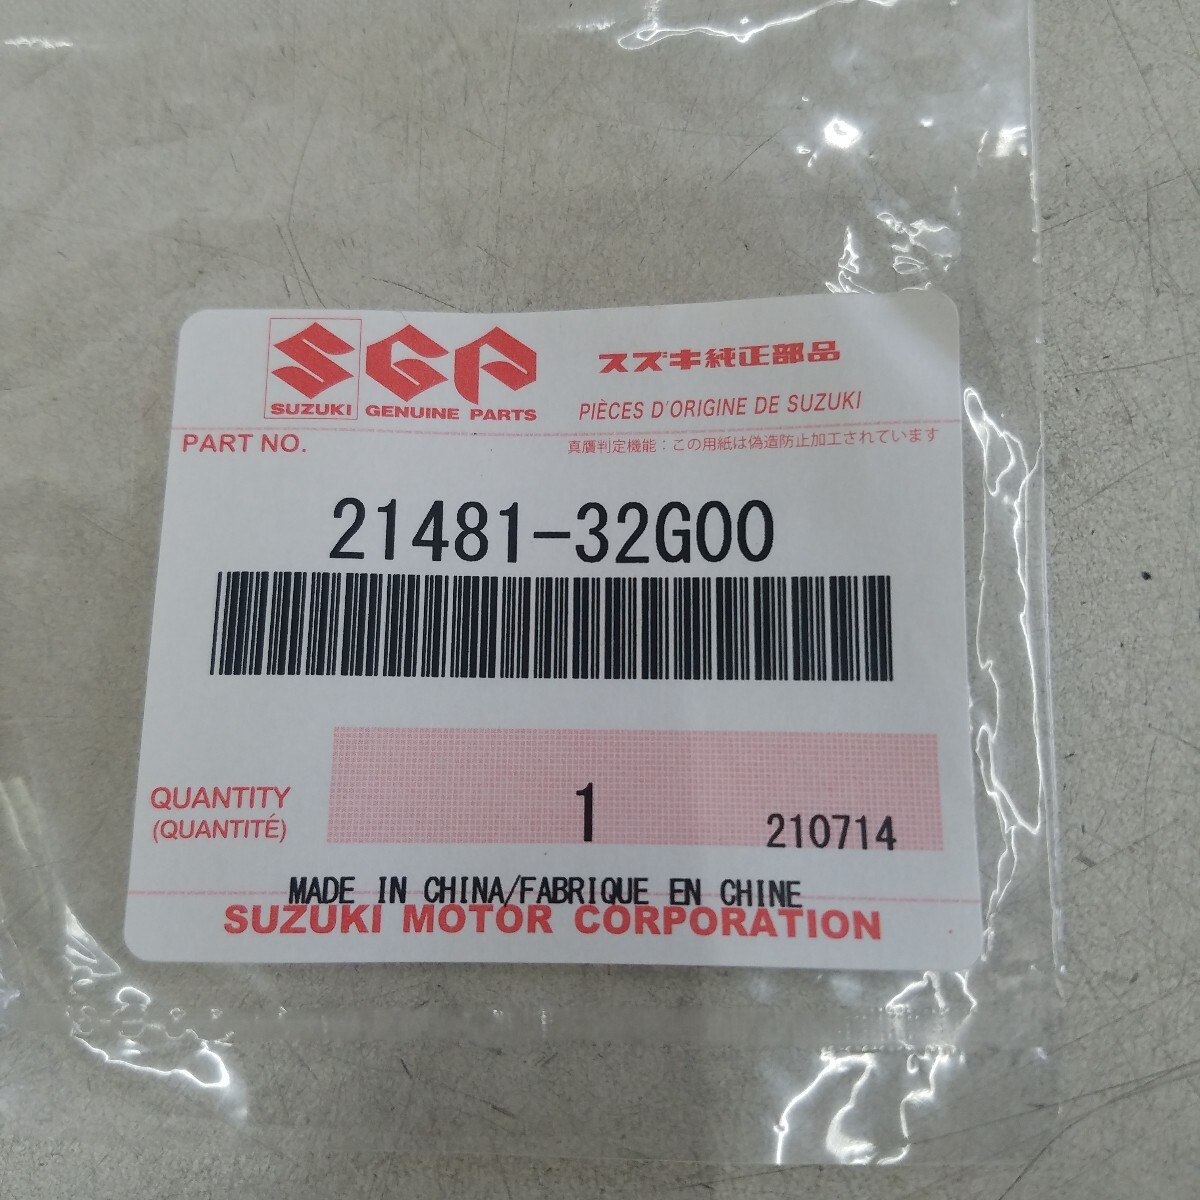 SGP
SUZUKI GENUINE PARTS
スズキ純正部品
PIÈCES D'ORIGINE DE SUZUKI
PART NO.
真贋判定機能：この用紙は偽造防止加工されています
21481-32G00
QUANTITY
(QUANTITÉ)
1
210714
MADE IN CHINA/FABRIQUE EN CHINE
SUZUKI MOTOR CORPORATION